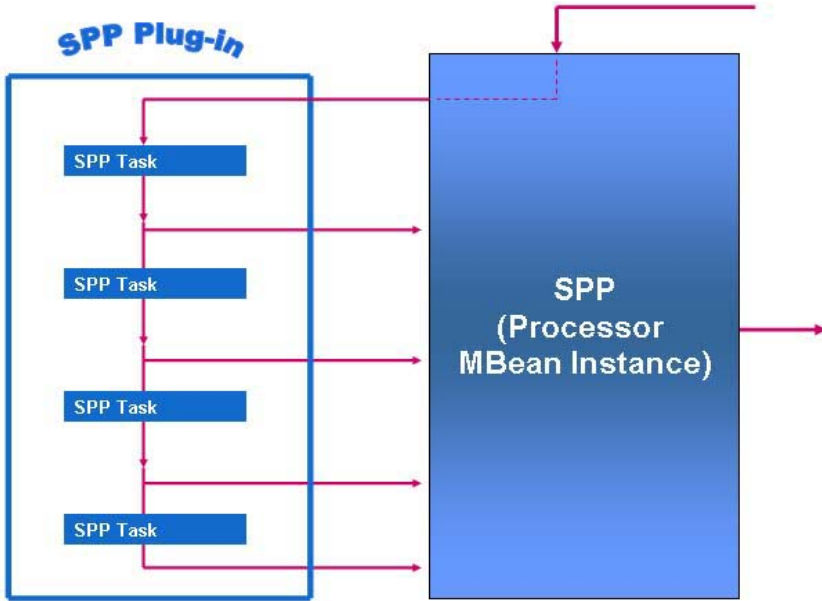 SPP Plug-in
SPP Task
SPP Task
SPP Task
SPP Task
SPP
(Processor
MBean Instance)